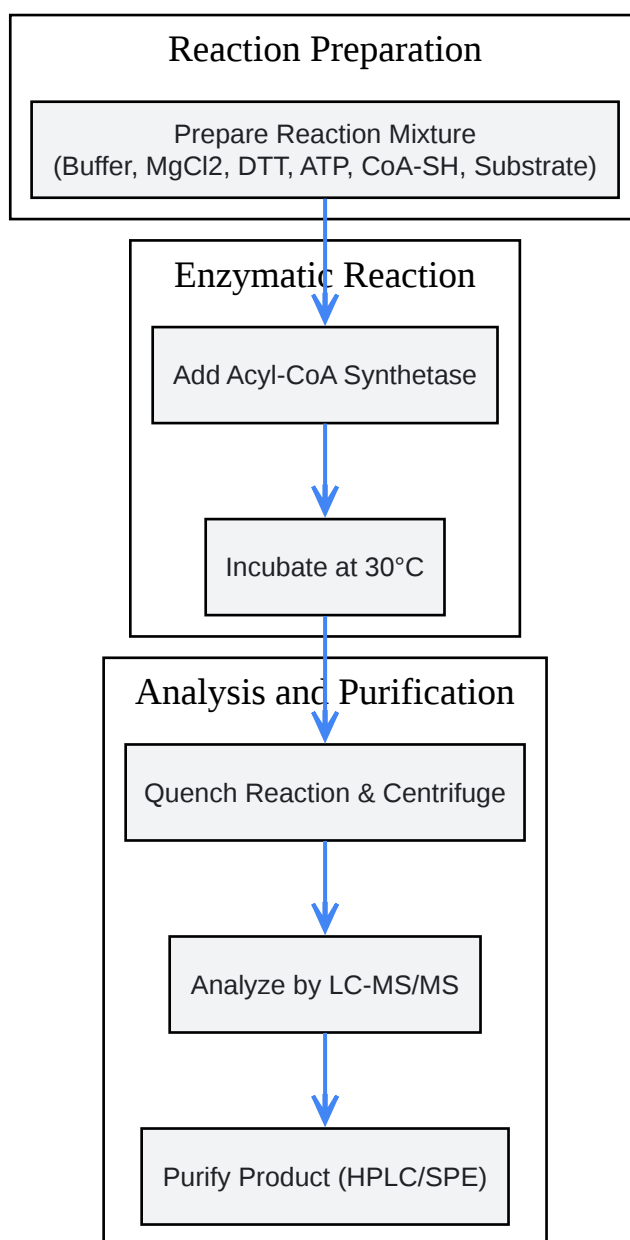 Reaction Preparation
Prepare Reaction Mixture
(Buffer, MgCl2, DTT, ATP, CoA-SH, Substrate)
Enzymatic Reaction
Add Acyl-CoA Synthetase
Incubate at 30°C
Analysis and Purification
Quench Reaction & Centrifuge
Analyze by LC-MS/MS
Purify Product (HPLC/SPE)